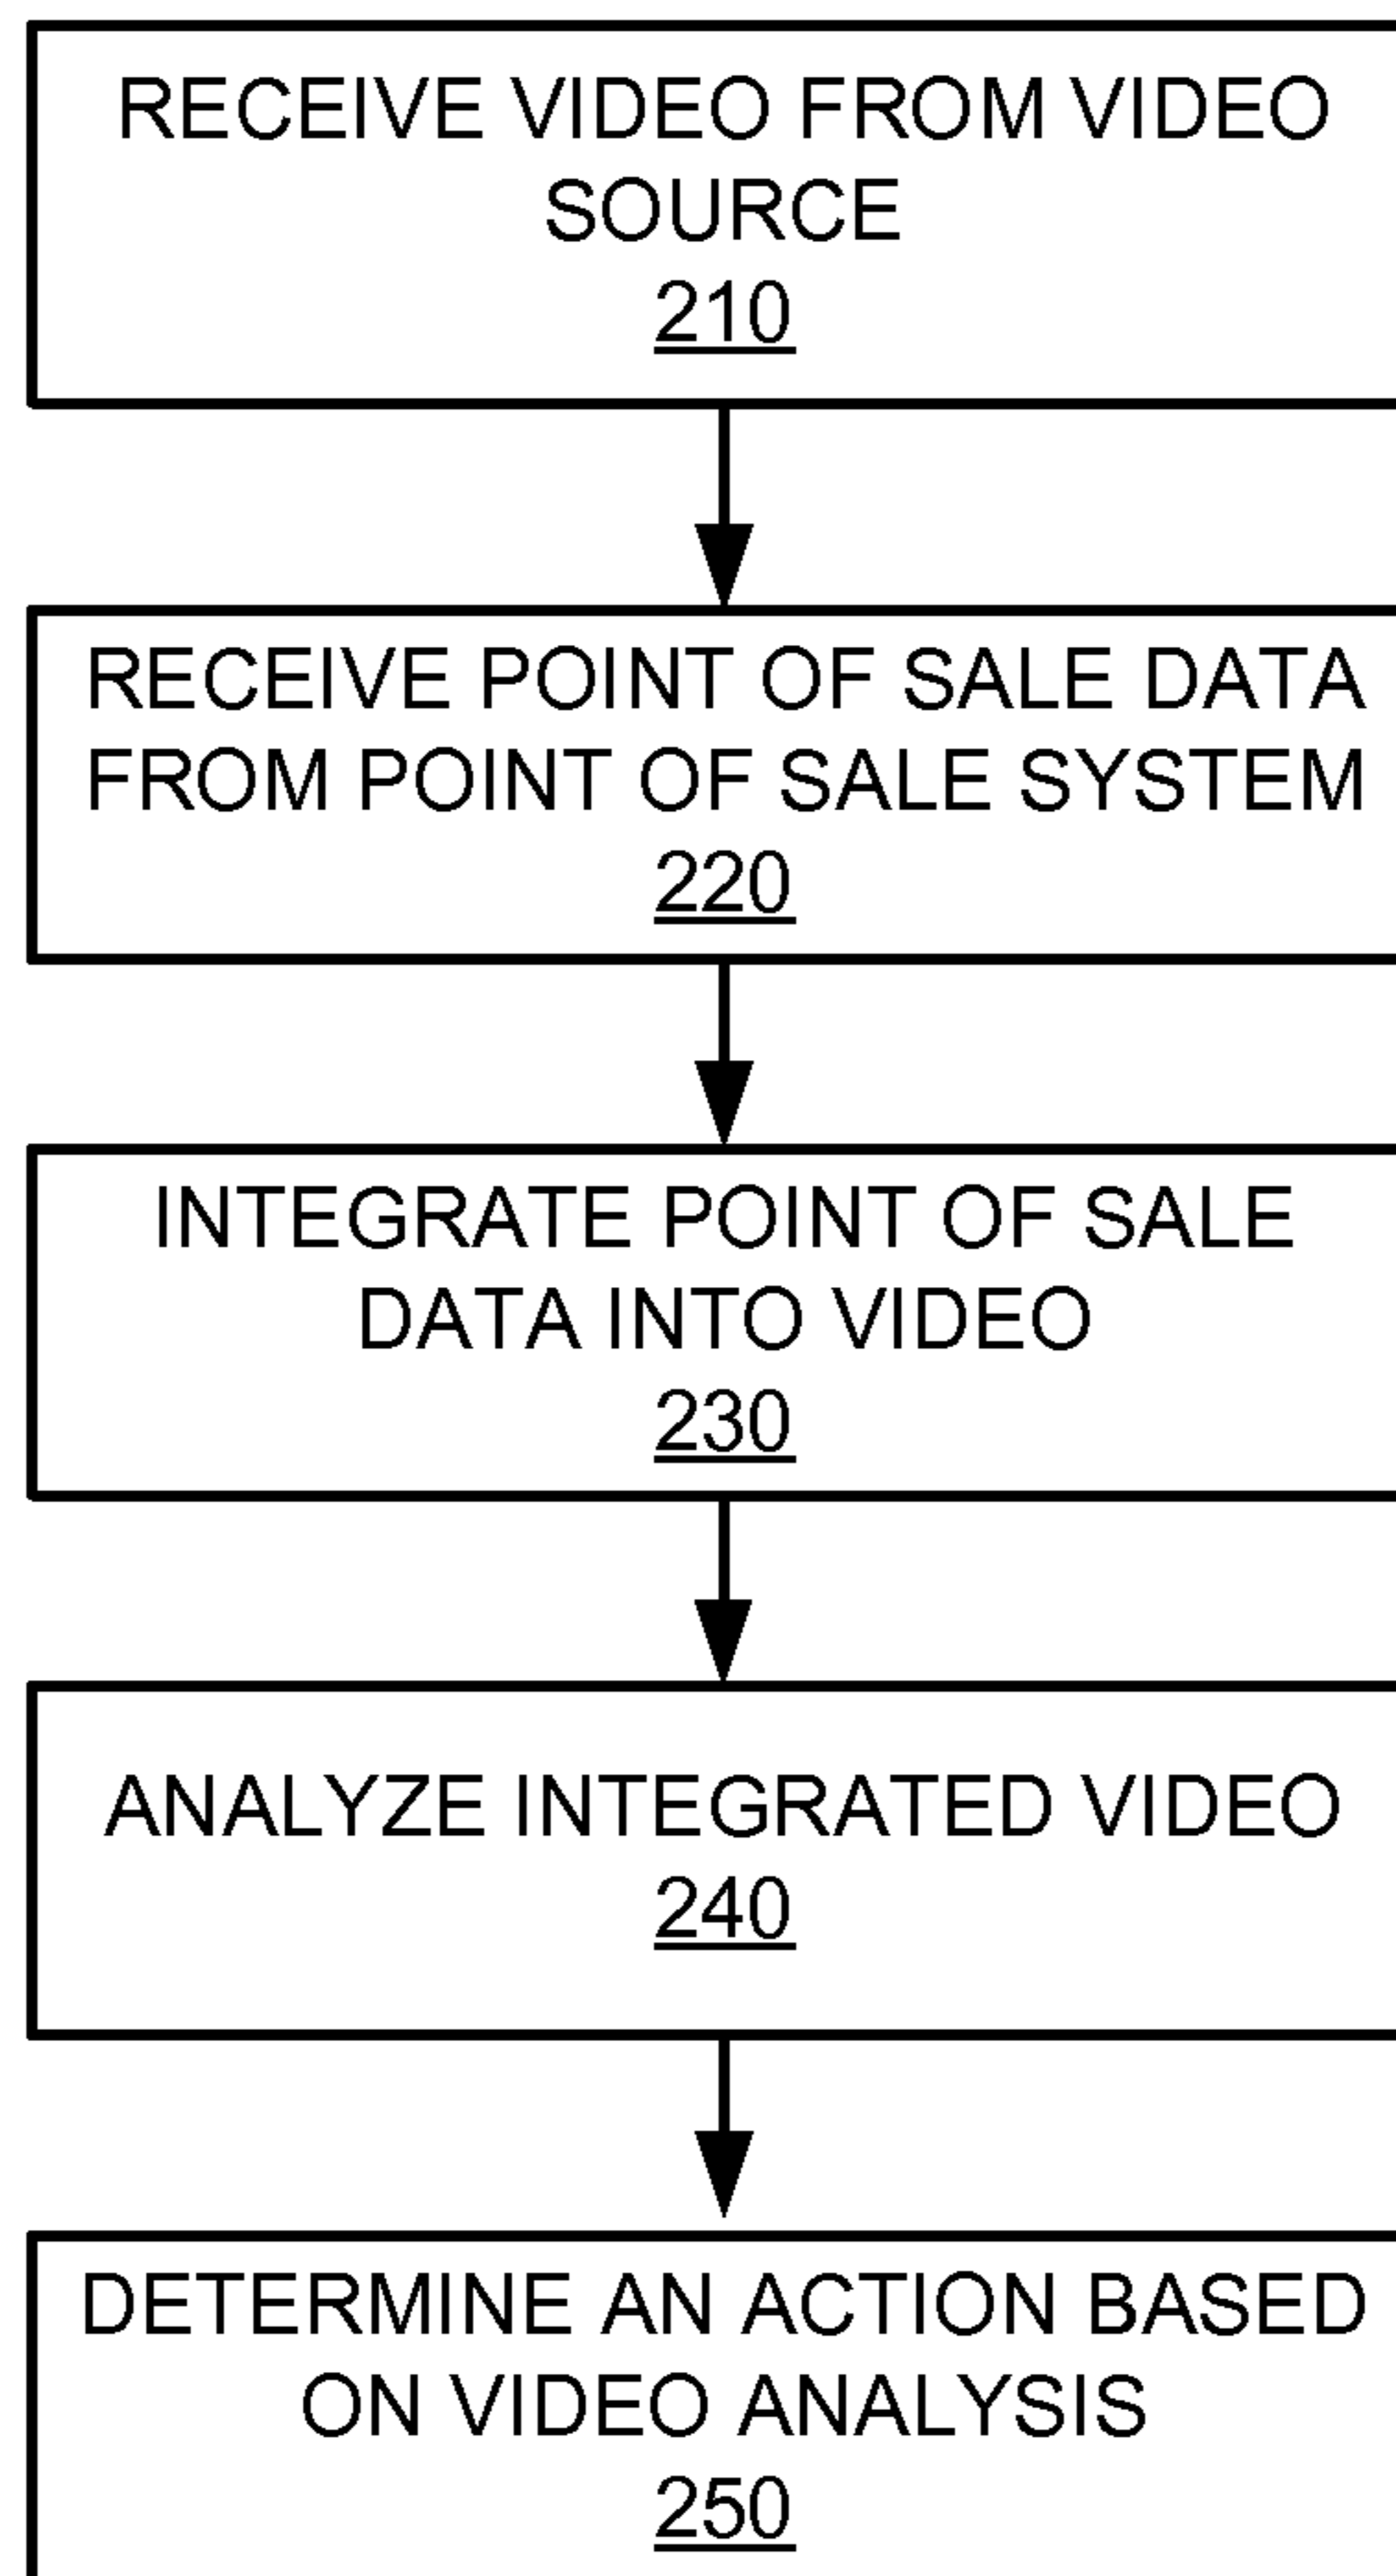 RECEIVE VIDEO FROM VIDEO
SOURCE
210
RECEIVE POINT OF SALE DATA
FROM POINT OF SALE SYSTEM
220
INTEGRATE POINT OF SALE
DATA INTO VIDEO
230
ANALYZE INTEGRATED VIDEO
240
DETERMINE AN ACTION BASED
ON VIDEO ANALYSIS
250